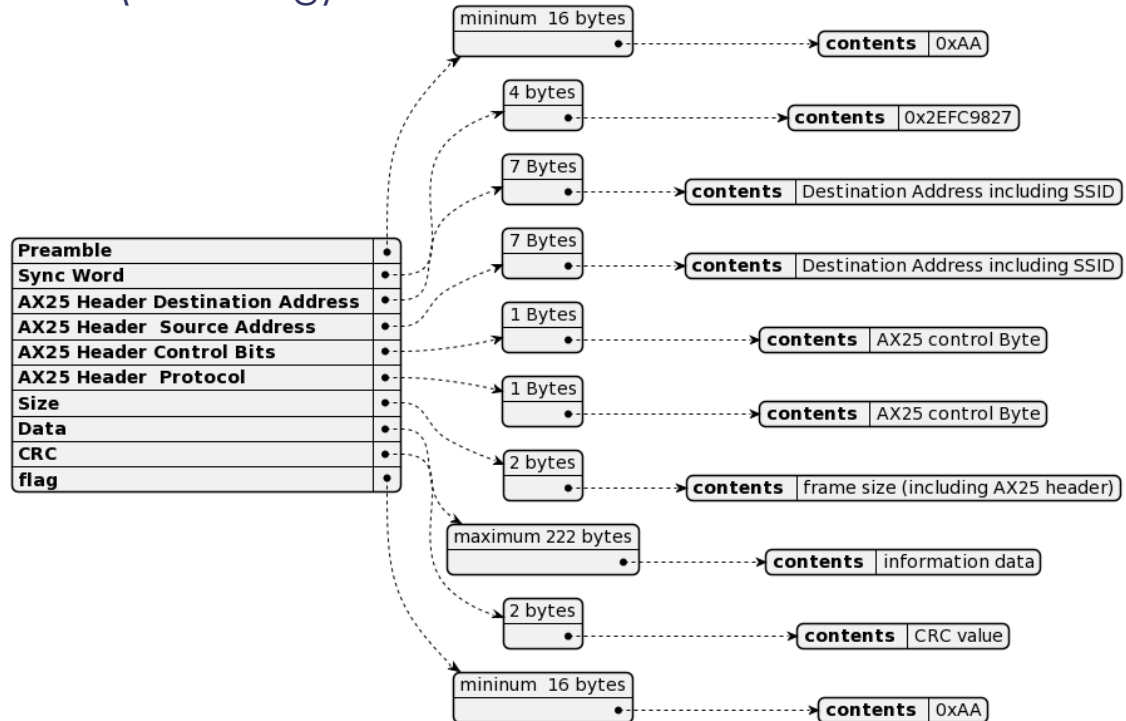 mininum  16 bytes
contents 0xAA
4 bytes
contents 0x2EFC9827
7 Bytes
contents Destination Address including SSID
Preamble
Sync Word
AX25 Header Destination Address
AX25 Header  Source Address
AX25 Header Control Bits
AX25 Header  Protocol
Size
Data
CRC
flag
7 Bytes
contents Destination Address including SSID
1 Bytes
contents AX25 control Byte
1 Bytes
contents AX25 control Byte
2 bytes
contents frame size (including AX25 header)
maximum 222 bytes
contents information data
2 bytes
contents CRC value
mininum  16 bytes
contents 0xAA